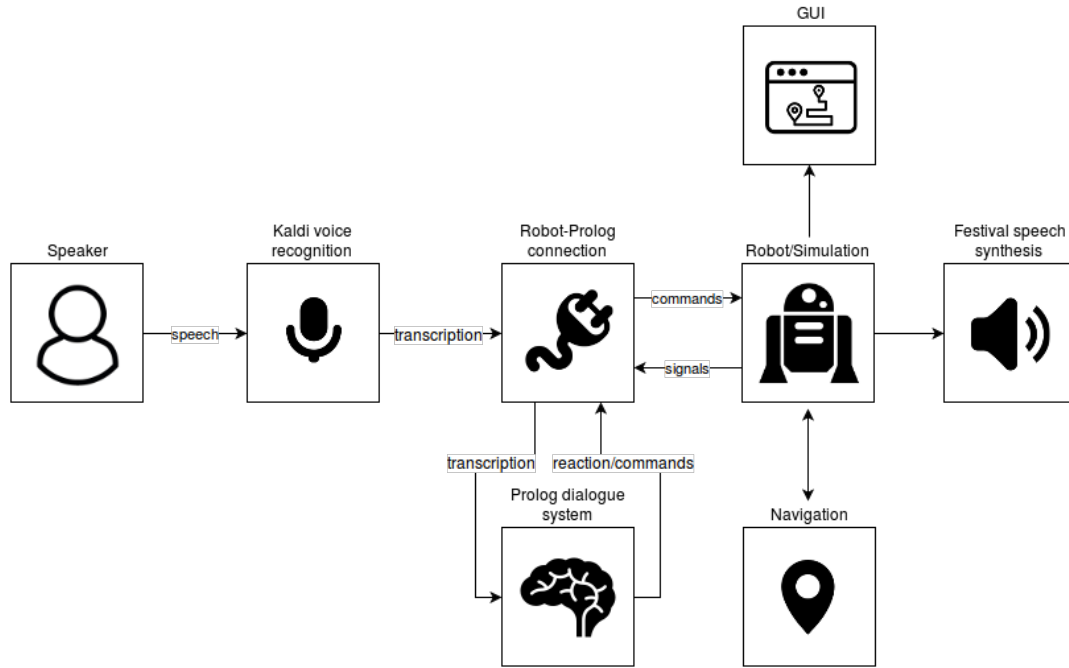 GUI
Speaker
Kaldi voice
recognition
Robot-Prolog
connection
Robot/Simulation
Festival speech
synthesis
speech
transcription
commands
signals
transcription
reaction/commands
Prolog dialogue
system
Navigation